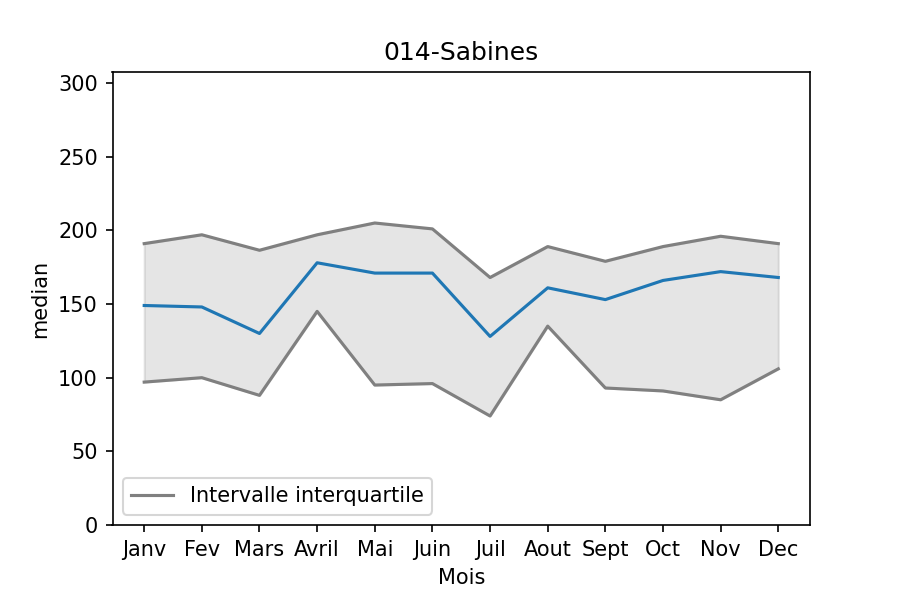 014-Sabines
300
250
200
150
100
50
0
median
Intervalle interquartile
Janv Fev Mars Avril Mai Juin Juil Aout Sept Oct Nov Dec
Mois